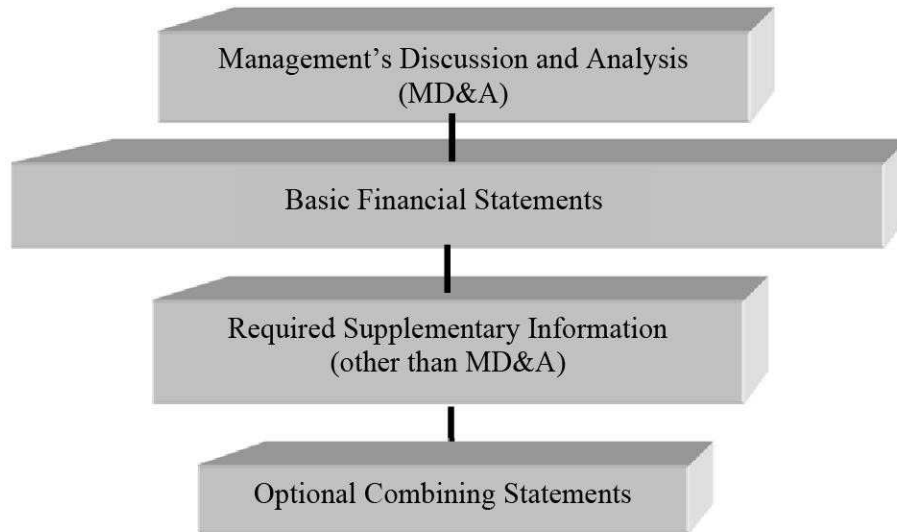 Management’s Discussion and Analysis
(MD&A)
Basic Financial Statements
Required Supplementary Information
(other than MD&A)
Optional Combining Statements